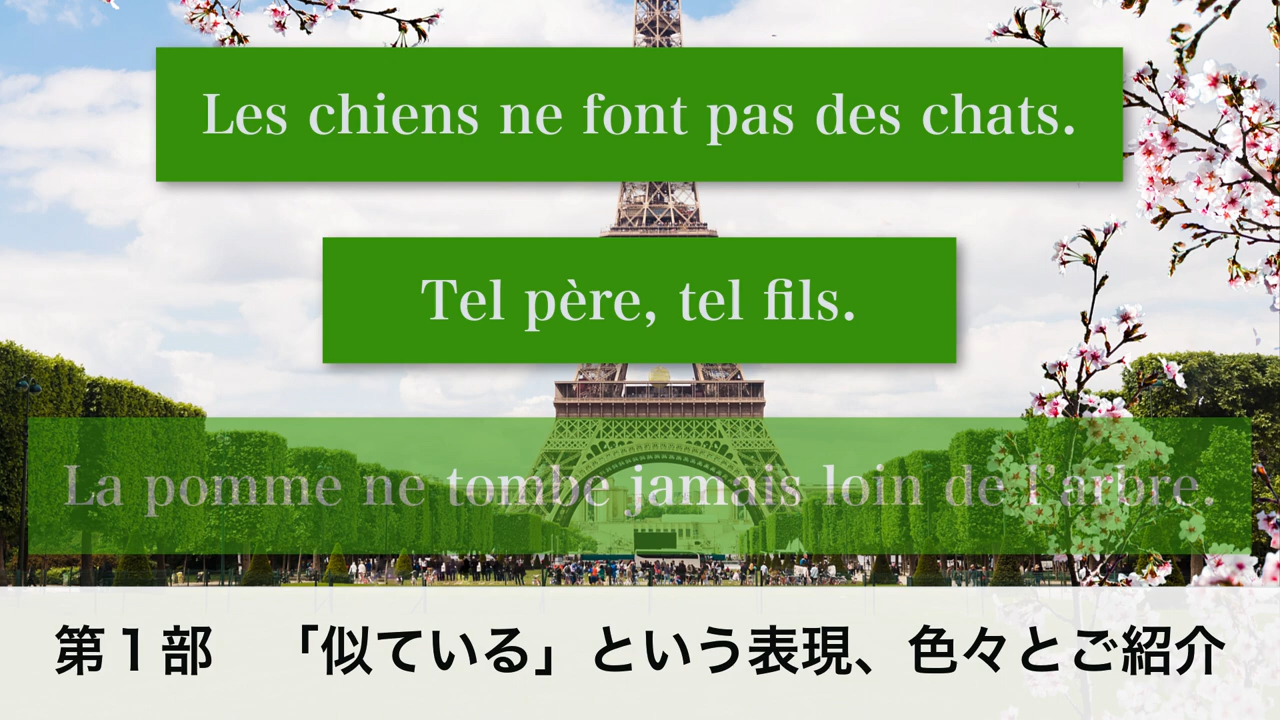 Les chiens ne font pas des chats.
Tel père, tel fils.
La pomme ne tombe jamais loin de l'arbre.
第１部　「似ている」という表現、色々とご紹介